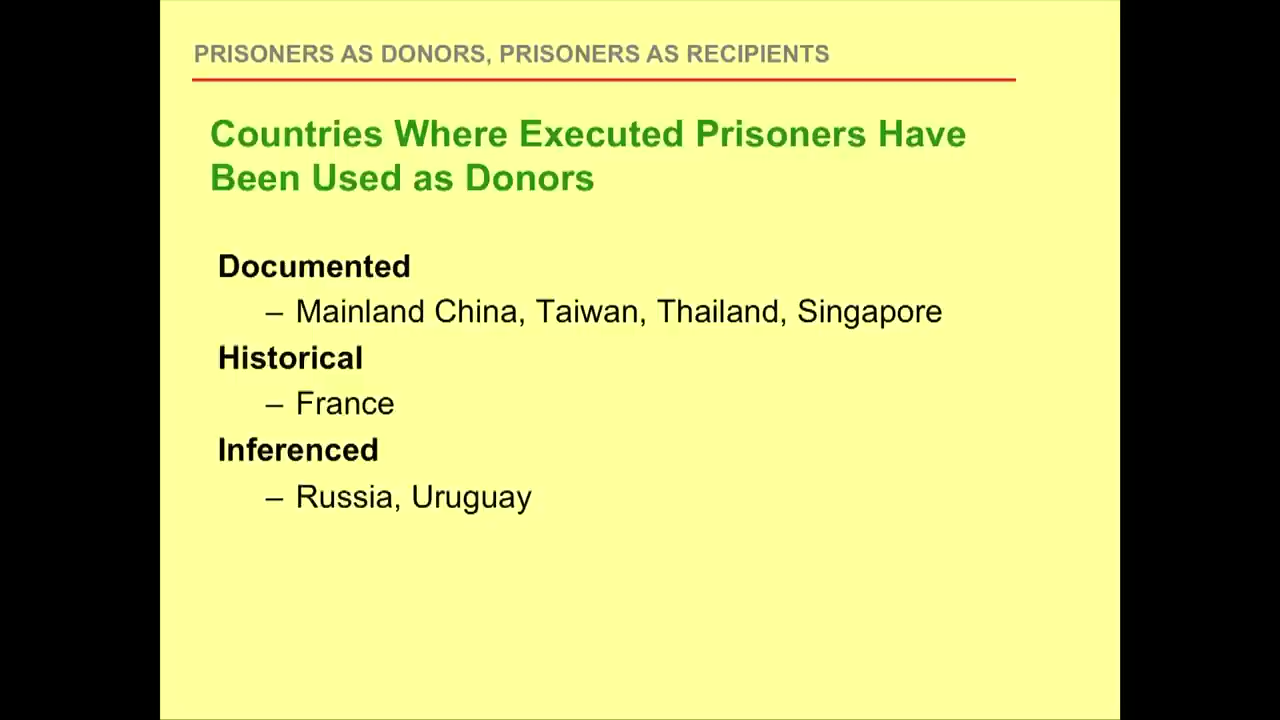 PRISONERS AS DONORS, PRISONERS AS RECIPIENTS
Countries Where Executed Prisoners Have
Been Used as Donors
Documented
– Mainland China, Taiwan, Thailand, Singapore
Historical
– France
Inferenced
– Russia, Uruguay